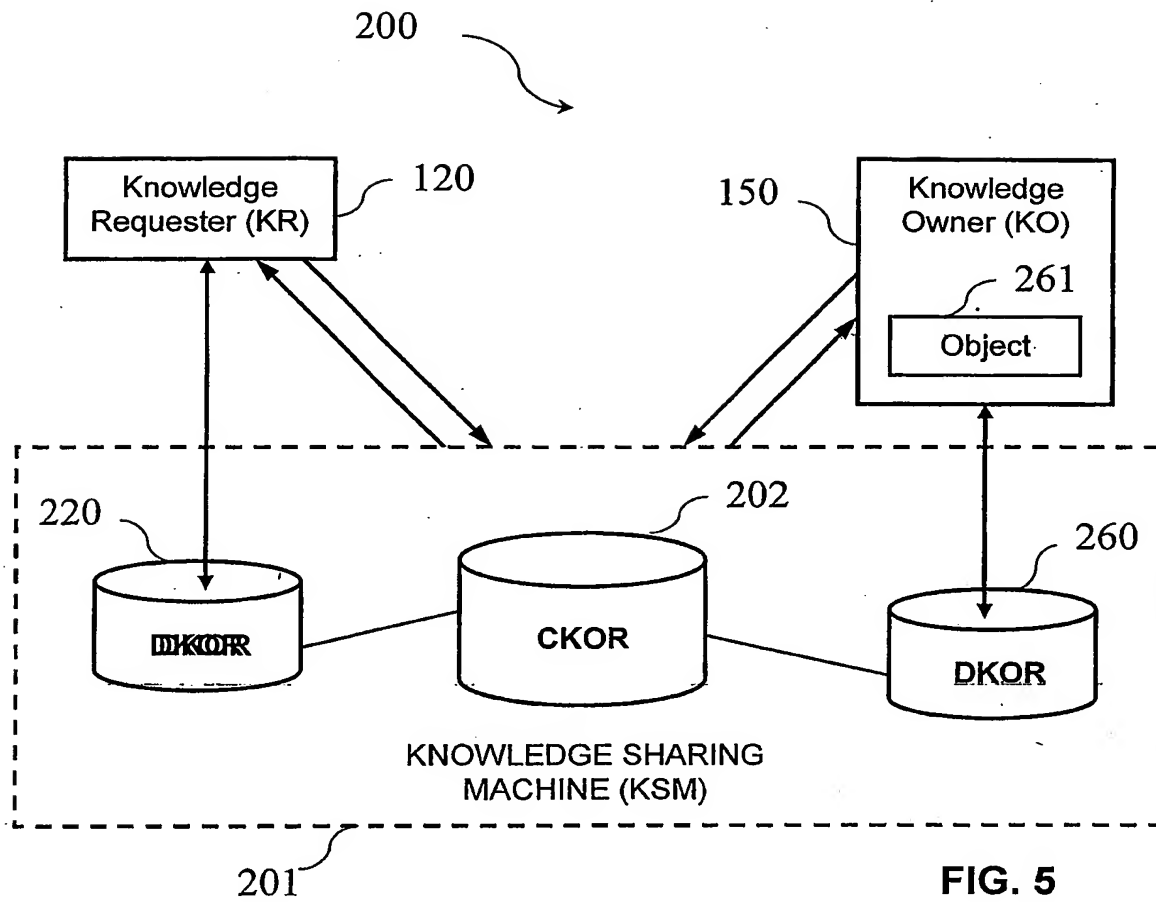 200
Knowledge
Requester (KR)
120
150
Knowledge
Owner (KO)
261
Object
220
202
260
DKOR
CKOR
DKOR
KNOWLEDGE SHARING
MACHINE (KSM)
201
FIG. 5